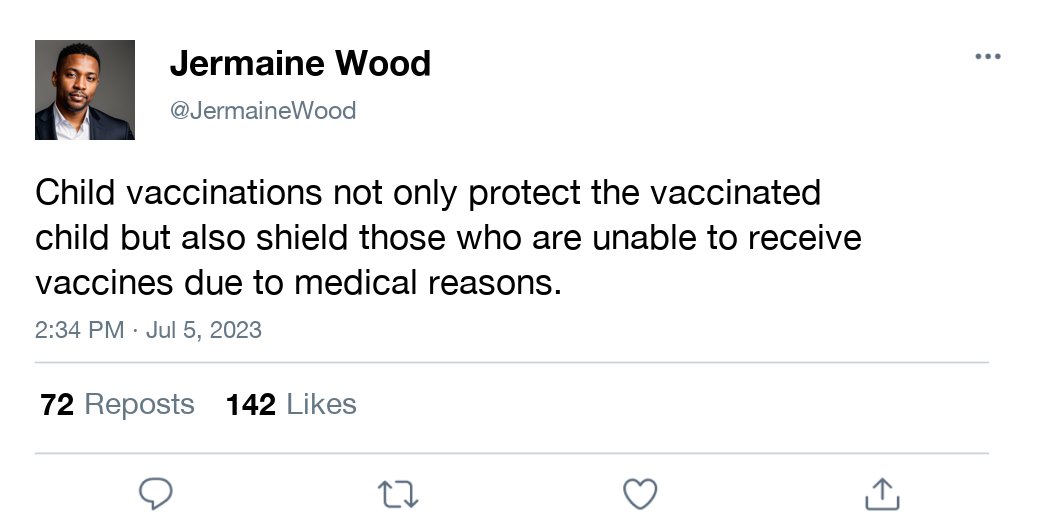 Jermaine Wood
@JermaineWood
Child vaccinations not only protect the vaccinated
child but also shield those who are unable to receive
vaccines due to medical reasons.
2:34 PM · Jul 5, 2023
72 Reposts 142 Likes